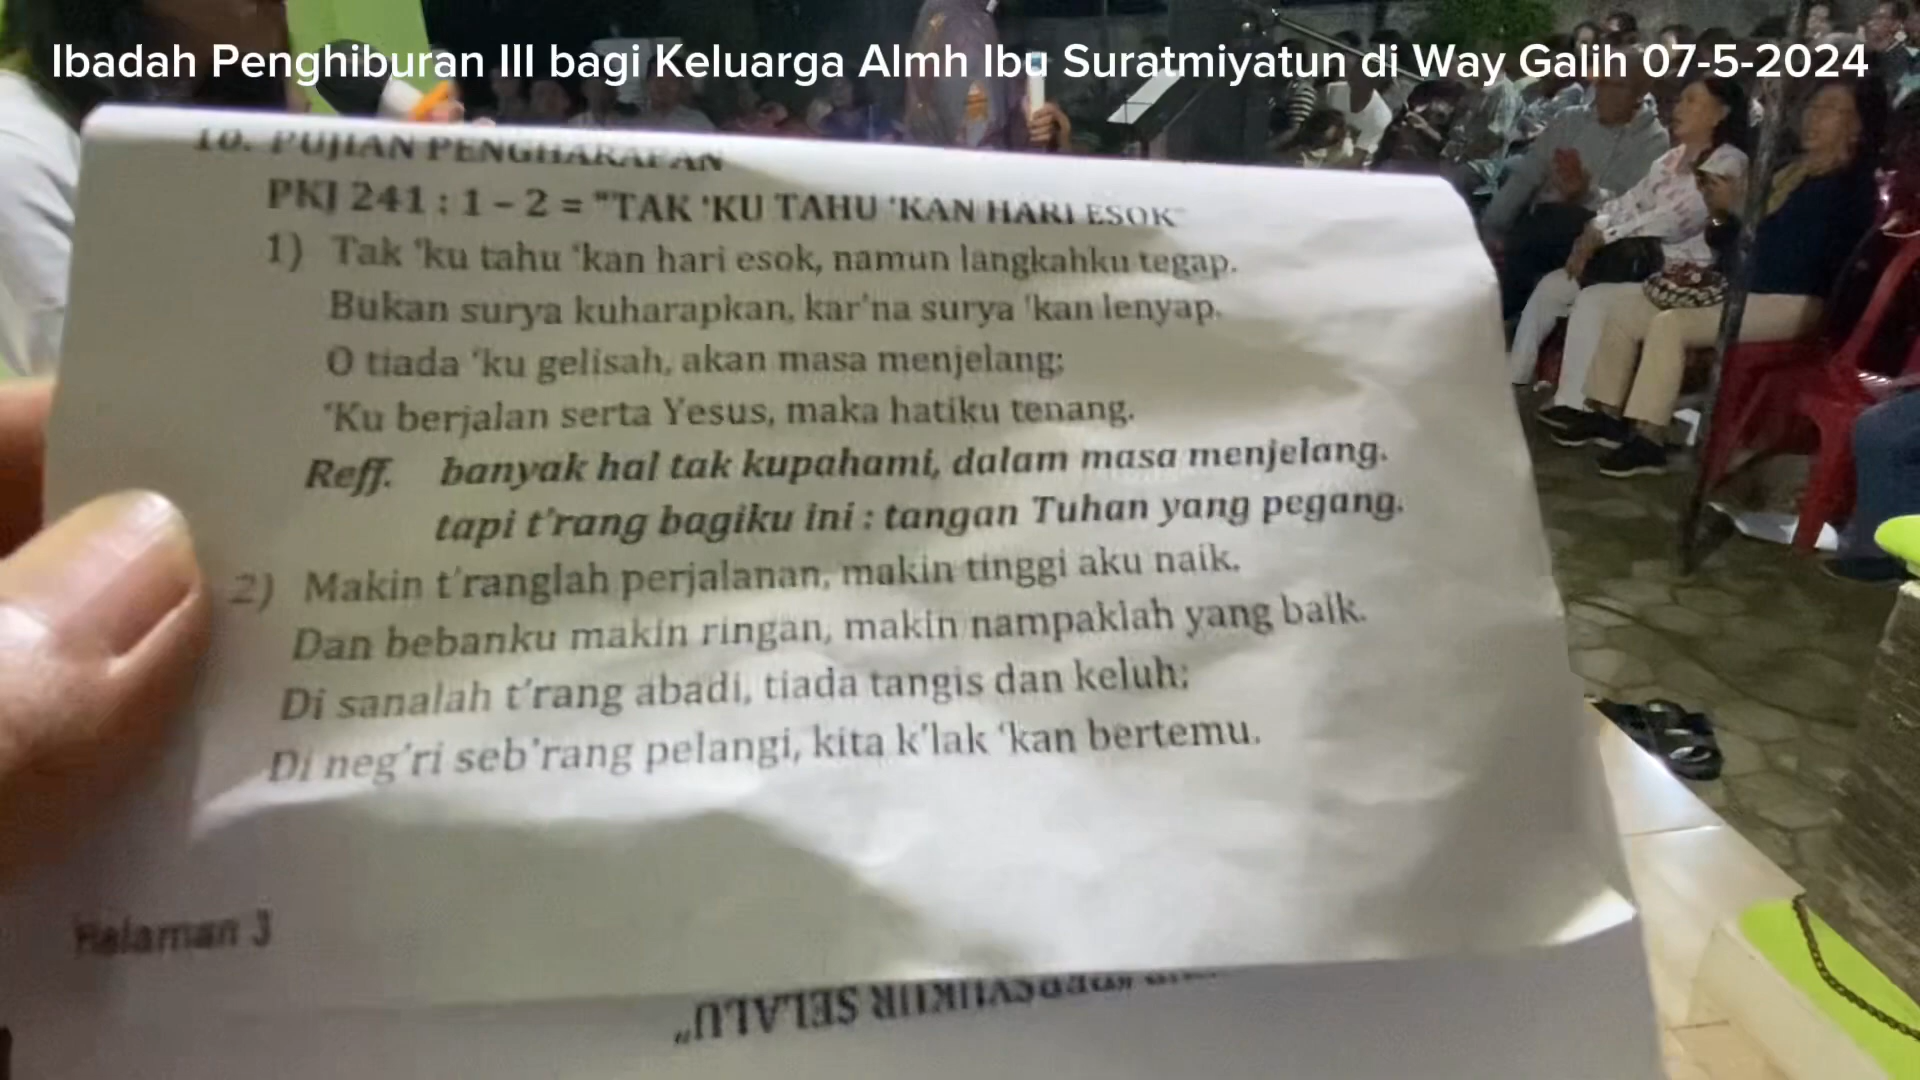 Ibadah Penghiburan III bagi Keluarga Almh Ibu Suratmiyatun di Way Galih 07-5-2024
10. PUJIAN PENGHARAPAN
PKJ 241 : 1 – 2 = "TAK 'KU TAHU 'KAN HARI ESOK"
1) Tak 'ku tahu 'kan hari esok, namun langkahku tegap.
Bukan surya kuharapkan, kar'na surya 'kan lenyap.
O tiada 'ku gelisah, akan masa menjelang;
'Ku berjalan serta Yesus, maka hatiku tenang.
Reff. banyak hal tak kupahami, dalam masa menjelang.
tapi t'rang bagiku ini : tangan Tuhan yang pegang.
2) Makin t'ranglah perjalanan, makin tinggi aku naik.
Dan bebanku makin ringan, makin nampaklah yang baik.
Di sanalah t'rang abadi, tiada tangis dan keluh;
Di neg'ri seb'rang pelangi, kita k'lak 'kan bertemu.
Halaman 3
"BERSYUKUR SELALU"